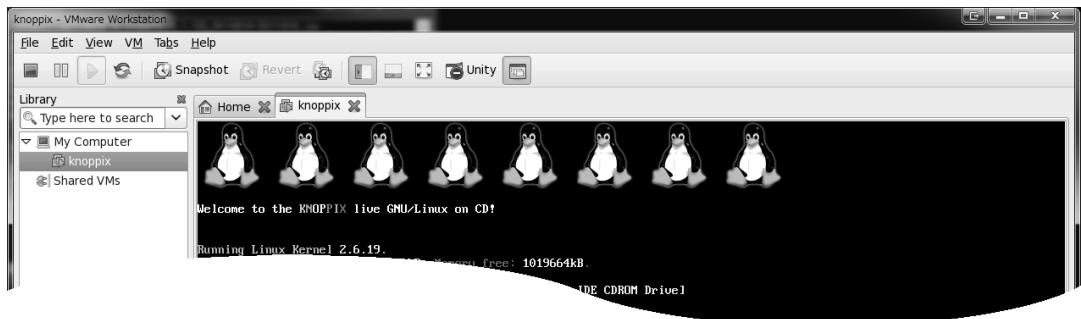 knoppix - VMware Workstation
File Edit View VM Tabs Help
Snapshot Revert Unity
Library
Type here to search
My Computer
knoppix
Shared VMs
Home knoppix
Welcome to the KNOPPIX live GNU/Linux on CD!
Running Linux Kernel 2.6.19.
Memory free: 1019664kB.
IDE CDROM Drive]